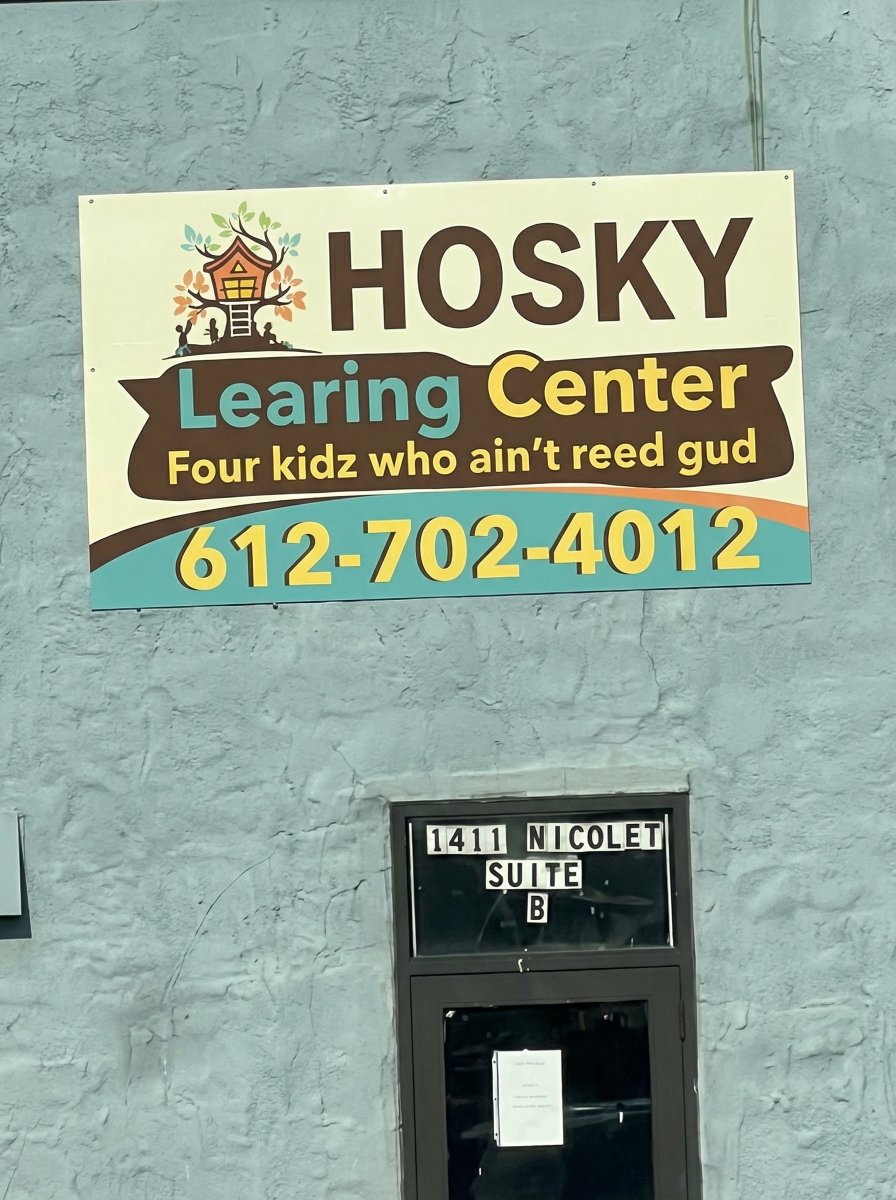 HOSKY
Learing Center
Four kidz who ain't reed gud
612-702-4012
1411 NICOLET
SUITE
B